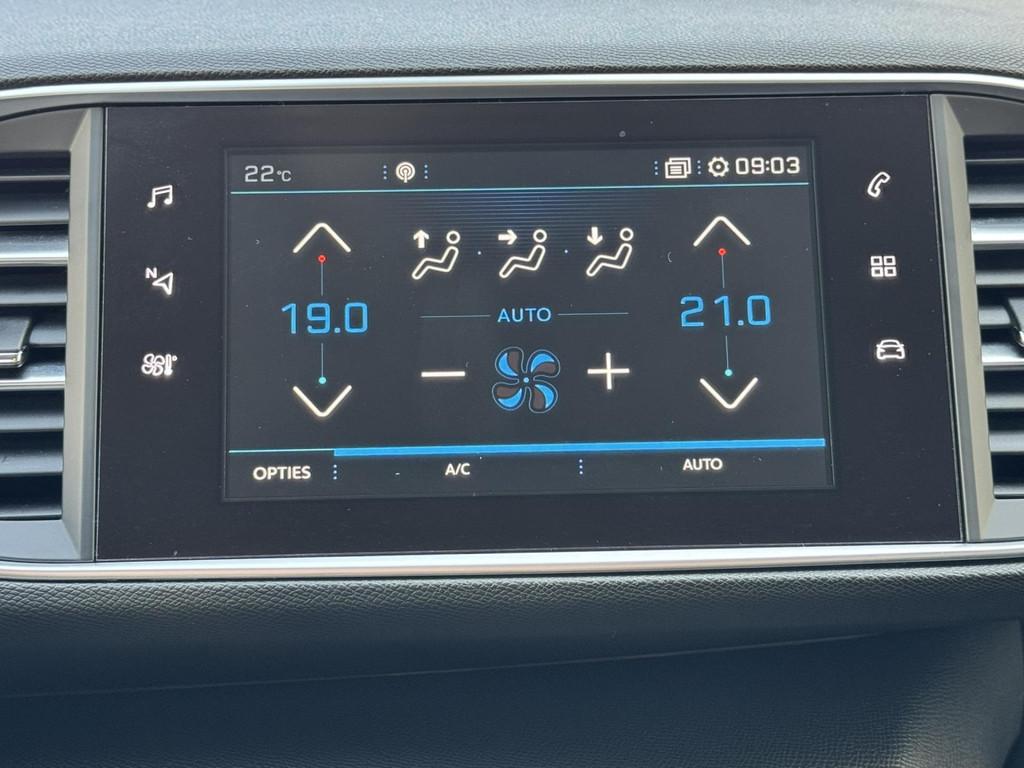 22°C 09:03
N
19.0 21.0
AUTO
OPTIES A/C AUTO